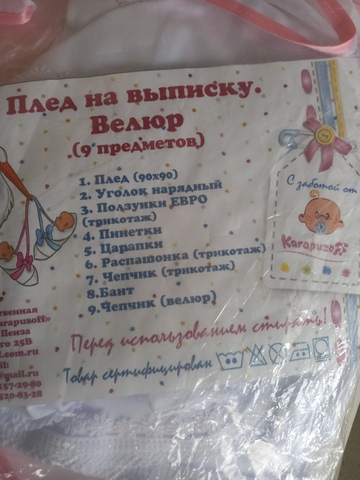 Плед на выписку.
Велюр
(9 предметов)
1. Плед (90х90)
2. Уголок нарядный
3. Ползунки ЕВРО
(трикотаж)
4. Пинетки
5. Царапки
6. Распашонка (трикотаж)
7. Чепчик (трикотаж)
8.Бант
9.Чепчик (велюр)
С заботой от
Karapuzoff
Перед использованием стирать!
Товар сертифицирован
Пенза
25В